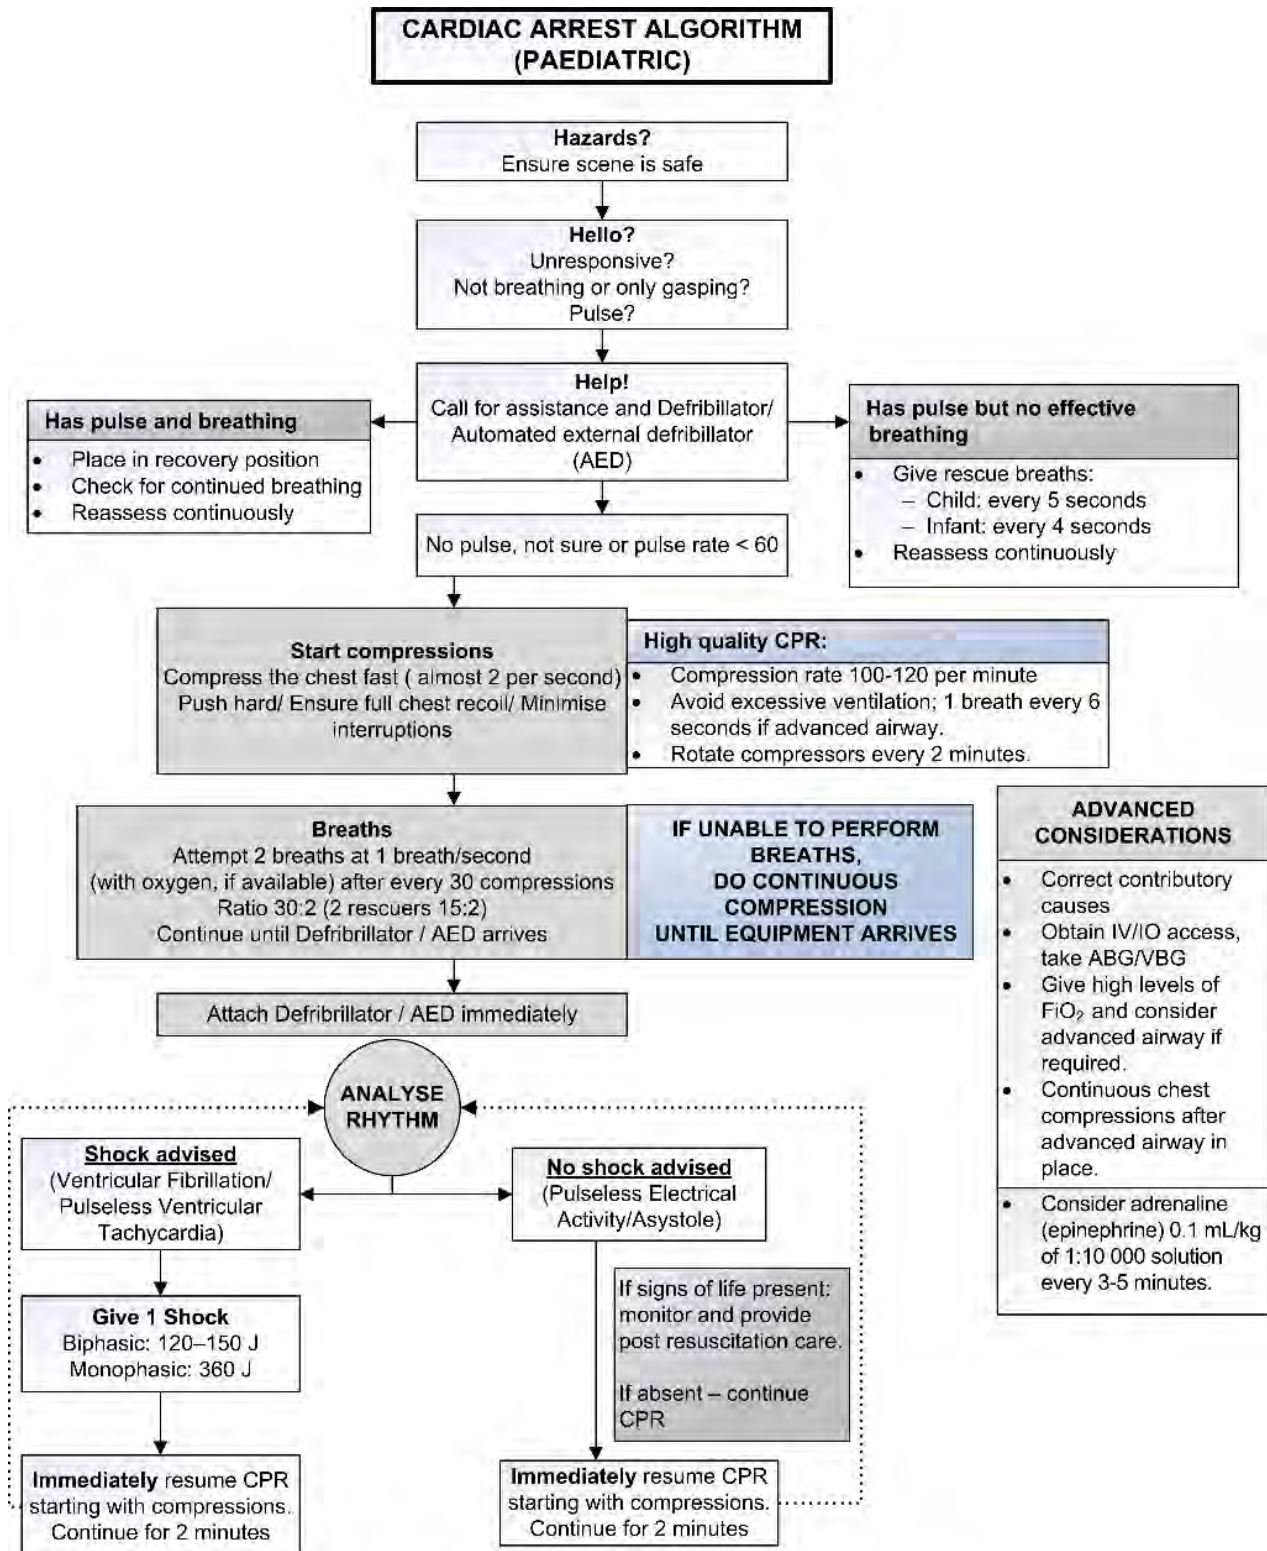 CARDIAC ARREST ALGORITHM
(PAEDIATRIC)
Hazards?
Ensure scene is safe
Hello?
Unresponsive?
Not breathing or only gasping?
Pulse?
Help!
Call for assistance and Defribillator/
Automated external defribillator
(AED)
Has pulse and breathing
• Place in recovery position
• Check for continued breathing
• Reassess continuously
Has pulse but no effective
breathing
• Give rescue breaths:
– Child: every 5 seconds
– Infant: every 4 seconds
• Reassess continuously
No pulse, not sure or pulse rate < 60
Start compressions
Compress the chest fast ( almost 2 per second)
Push hard/ Ensure full chest recoil/ Minimise
interruptions
High quality CPR:
• Compression rate 100-120 per minute
• Avoid excessive ventilation; 1 breath every 6
seconds if advanced airway.
• Rotate compressors every 2 minutes.
Breaths
Attempt 2 breaths at 1 breath/second
(with oxygen, if available) after every 30 compressions
Ratio 30:2 (2 rescuers 15:2)
Continue until Defribrillator / AED arrives
IF UNABLE TO PERFORM
BREATHS,
DO CONTINUOUS
COMPRESSION
UNTIL EQUIPMENT ARRIVES
ADVANCED
CONSIDERATIONS
• Correct contributory
causes
• Obtain IV/IO access,
take ABG/VBG
• Give high levels of
FiO₂ and consider
advanced airway if
required.
• Continuous chest
compressions after
advanced airway in
place.
• Consider adrenaline
(epinephrine) 0.1 mL/kg
of 1:10 000 solution
every 3-5 minutes.
Attach Defribrillator / AED immediately
ANALYSE
RHYTHM
Shock advised
(Ventricular Fibrillation/
Pulseless Ventricular
Tachycardia)
No shock advised
(Pulseless Electrical
Activity/Asystole)
Give 1 Shock
Biphasic: 120–150 J
Monophasic: 360 J
If signs of life present:
monitor and provide
post resuscitation care.
If absent – continue
CPR
Immediately resume CPR
starting with compressions.
Continue for 2 minutes
Immediately resume CPR
starting with compressions.
Continue for 2 minutes